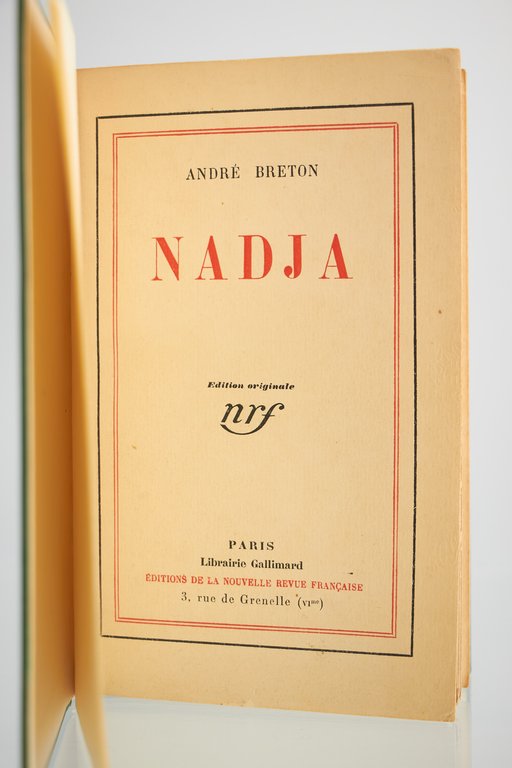 ANDRÉ BRETON
NADJA
Edition originale
nrf
PARIS
Librairie Gallimard
ÉDITIONS DE LA NOUVELLE REVUE FRANÇAISE
3, rue de Grenelle (VIme)